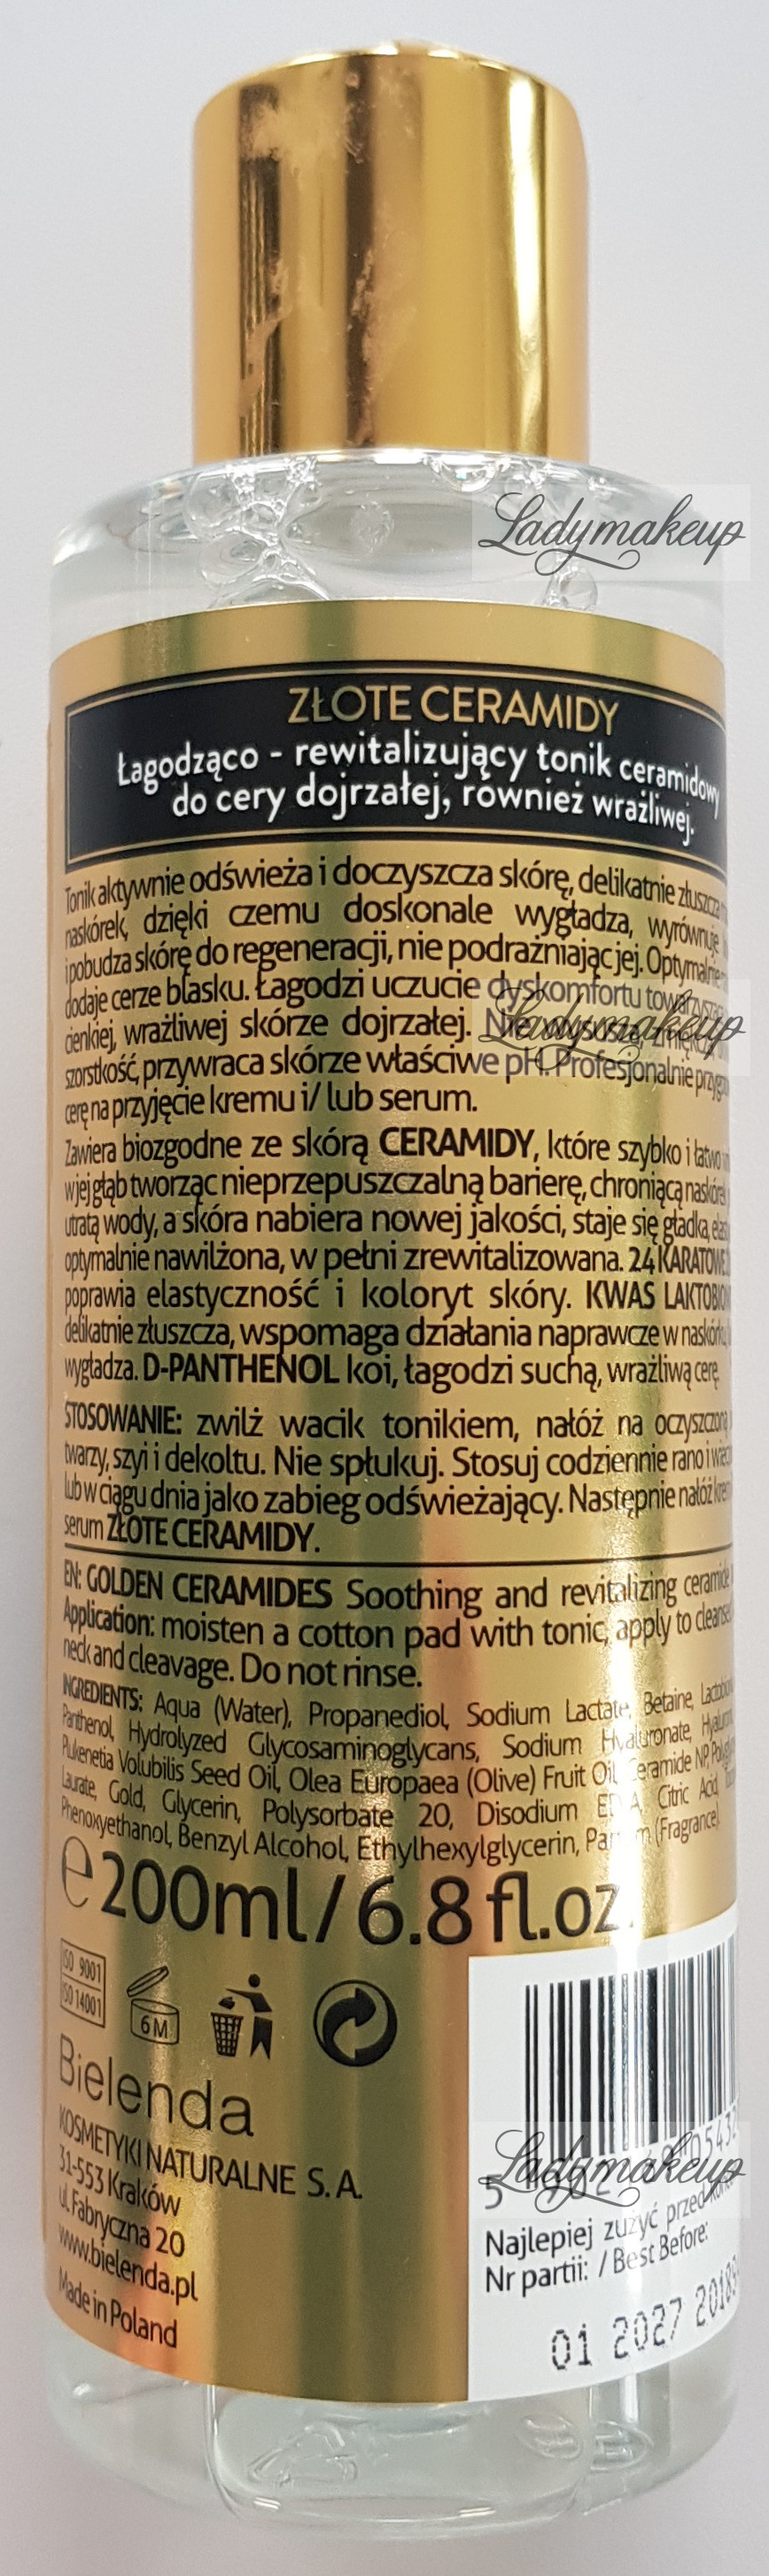 Ladymakeup
ZŁOTE CERAMIDY
Łagodząco - rewitalizujący tonik ceramidowy
do cery dojrzałej, również wrażliwej.
Tonik aktywnie odświeża i doczyszcza skórę, delikatnie złuszcza
naskórek, dzięki czemu doskonale wygładza, wyrównuje
i pobudza skórę do regeneracji, nie podrażniając jej. Optymalnie
dodaje cerze blasku. Łagodzi uczucie dyskomfortu
cienkiej, wrażliwej skórze dojrzałej. Nie wysusza,
Ladymakeup
szorstkość, przywraca skórze właściwe pH. Profesjonalnie
cerę na przyjęcie kremu i/ lub serum.
Zawiera biozgodne ze skórą CERAMIDY, które szybko i łatwo
w jej głąb tworząc nieprzepuszczalną barierę, chroniącą
utratą wody, a skóra nabiera nowej jakości, staje się gładka,
optymalnie nawilżona, w pełni zrewitalizowana. 24 KARATOWE
poprawia elastyczność i koloryt skóry. KWAS
delikatnie złuszcza, wspomaga działania naprawcze w
wygładza. D-PANTHENOL koi, łagodzi suchą, wrażliwą cerę.
STOSOWANIE: zwilż wacik tonikiem, nałóż na oczyszczoną
twarzy, szyi i dekoltu. Nie spłukuj. Stosuj codziennie rano i
lub w ciągu dnia jako zabieg odświeżający. Następnie nałóż
serum ZŁOTE CERAMIDY.
EN: GOLDEN CERAMIDES Soothing and revitalizing ceramide
Application: moisten a cotton pad with tonic, apply to
neck and cleavage. Do not rinse.
INGREDIENTS: Aqua (Water), Propanediol, Sodium Lactate, Betaine,
Panthenol, Hydrolyzed Glycosaminoglycans, Sodium Hyaluronate,
Plukenetia Volubilis Seed Oil, Olea Europaea (Olive) Fruit Oil, Ceramide NP,
Laurate, Gold, Glycerin, Polysorbate 20, Disodium EDTA, Citric Acid,
Phenoxyethanol, Benzyl Alcohol, Ethylhexylglycerin, Parfum (Fragrance).
e 200ml/6.8 fl.oz.
ISO 9001
ISO 14001
6M
Bielenda
KOSMETYKI NATURALNE S.A.
31-553 Kraków
ul. Fabryczna 20
www.bielenda.pl
Made in Poland
Ladymakeup
Najlepiej zużyć przed
Nr partii: / Best Before:
01 2027